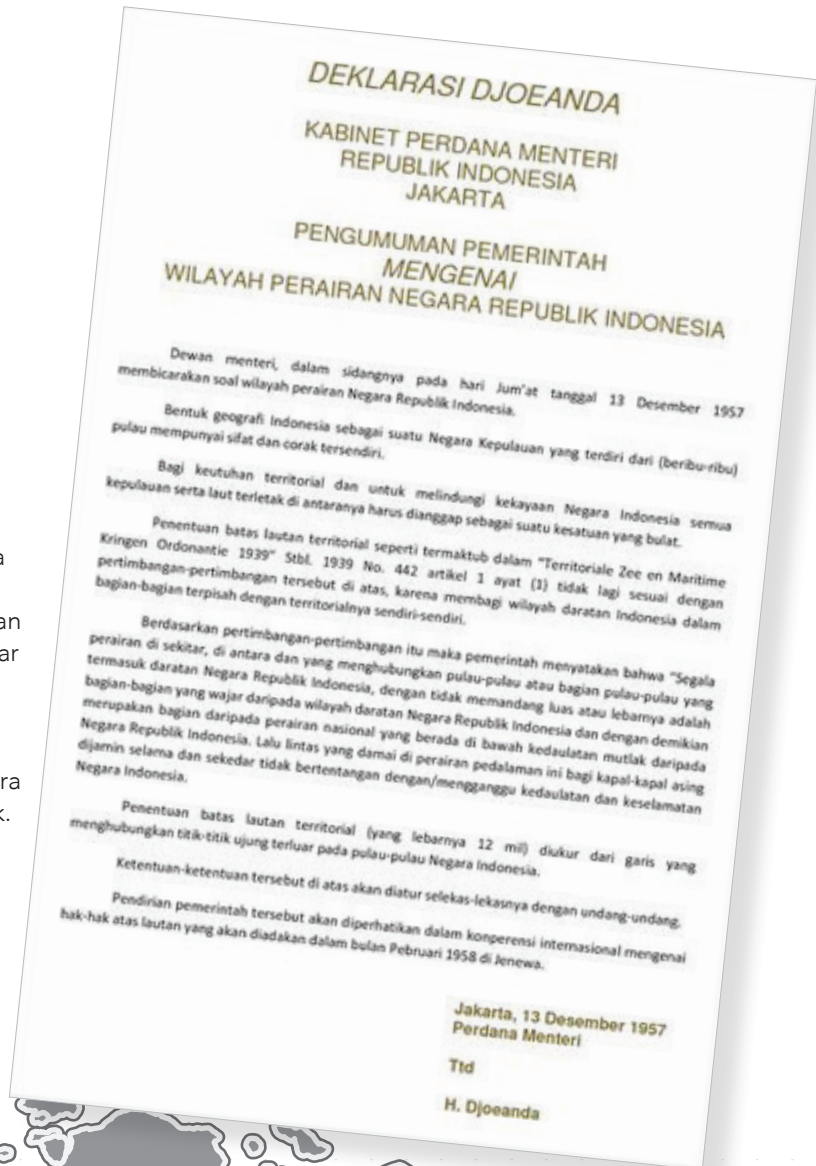 DEKLARASI DJOEANDA
KABINET PERDANA MENTERI
REPUBLIK INDONESIA
JAKARTA
PENGUMUMAN PEMERINTAH
MENGENAI
WILAYAH PERAIRAN NEGARA REPUBLIK INDONESIA
Dewan menteri, dalam sidangnya pada hari Jum'at tanggal 13 Desember 1957
membicarakan soal wilayah perairan Negara Republik Indonesia.
Bentuk geografi Indonesia sebagai suatu Negara Kepulauan yang terdiri dari (beribu-ribu)
pulau mempunyai sifat dan corak tersendiri.
Bagi keutuhan territorial dan untuk melindungi kekayaan Negara Indonesia semua
kepulauan serta laut terletak di antaranya harus dianggap sebagai suatu kesatuan yang bulat.
Penentuan batas lautan territorial seperti termaktub dalam "Territoriale Zee en Maritime
Kringen Ordonantie 1939" Stbl. 1939 No. 442 artikel 1 ayat (1) tidak lagi sesuai dengan
pertimbangan-pertimbangan tersebut di atas, karena membagi wilayah daratan Indonesia dalam
bagian-bagian terpisah dengan territorialnya sendiri-sendiri.
Berdasarkan pertimbangan-pertimbangan itu maka pemerintah menyatakan bahwa "Segala
perairan di sekitar, di antara dan yang menghubungkan pulau-pulau atau bagian pulau-pulau yang
termasuk daratan Negara Republik Indonesia, dengan tidak memandang luas atau lebarnya adalah
bagian-bagian yang wajar daripada wilayah daratan Negara Republik Indonesia dan dengan demikian
merupakan bagian daripada perairan nasional yang berada di bawah kedaulatan mutlak daripada
Negara Republik Indonesia. Lalu lintas yang damai di perairan pedalaman ini bagi kapal-kapal asing
dijamin selama dan sekedar tidak bertentangan dengan/mengganggu kedaulatan dan keselamatan
Negara Indonesia.
Penentuan batas lautan territorial (yang lebarnya 12 mil) diukur dari garis yang
menghubungkan titik-titik ujung terluar pada pulau-pulau Negara Indonesia.
Ketentuan-ketentuan tersebut di atas akan diatur selekas-lekasnya dengan undang-undang.
Pendirian pemerintah tersebut akan diperhatikan dalam konperensi internasional mengenai
hak-hak atas lautan yang akan diadakan dalam bulan Pebruari 1958 di Jenewa.
Jakarta, 13 Desember 1957
Perdana Menteri
Ttd
H. Djoeanda